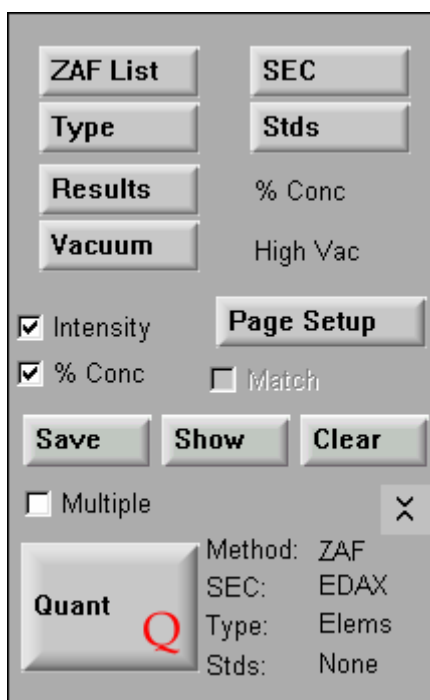 ZAF List SEC
Type Stds
Results % Conc
Vacuum High Vac
Intensity Page Setup
% Conc Match
Save Show Clear
Multiple
Method: ZAF
SEC: EDAX
Quant Q
Type: Elems
Stds: None